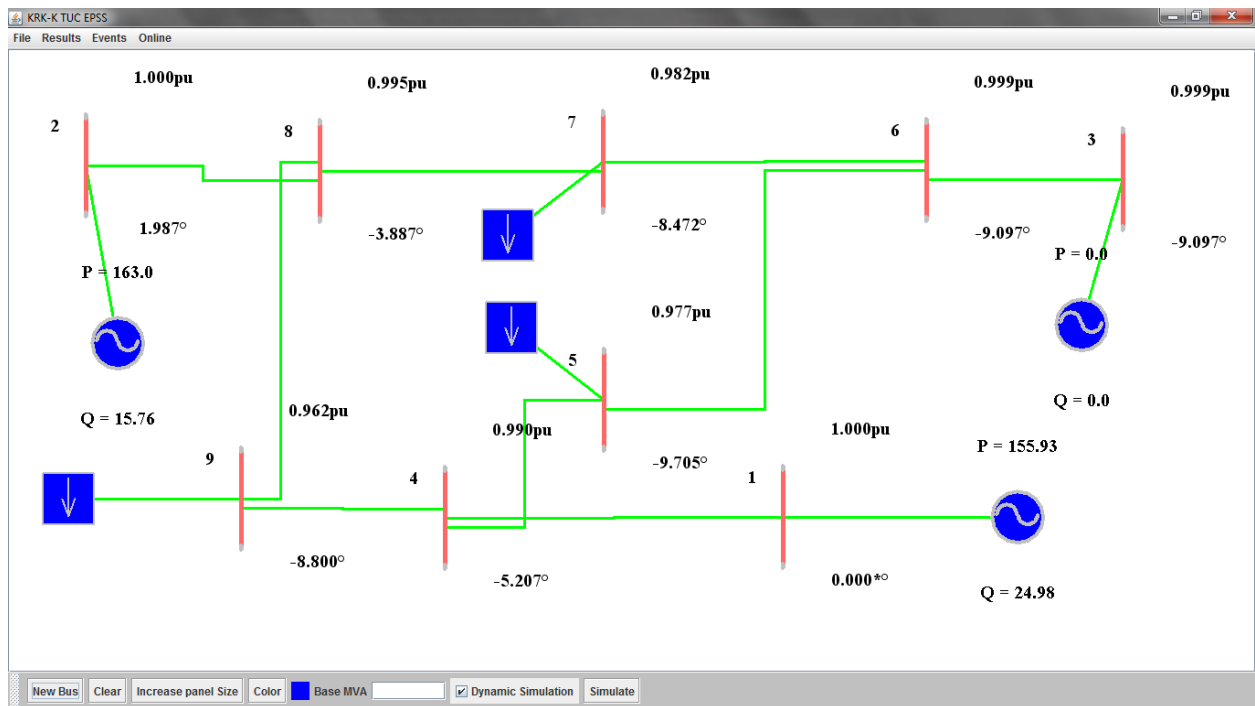 KRK-K TUC EPSS
File Results Events Online
1.000pu
0.995pu
0.982pu
0.999pu
0.999pu
2
8
7
6
3
1.987°
-3.887°
-8.472°
-9.097°
-9.097°
P = 163.0
P = 0.0
0.977pu
5
Q = 15.76
0.962pu
0.990pu
1.000pu
Q = 0.0
P = 155.93
9
4
-9.705°
1
-8.800°
-5.207°
0.000*°
Q = 24.98
New Bus Clear Increase panel Size Color Base MVA Dynamic Simulation Simulate